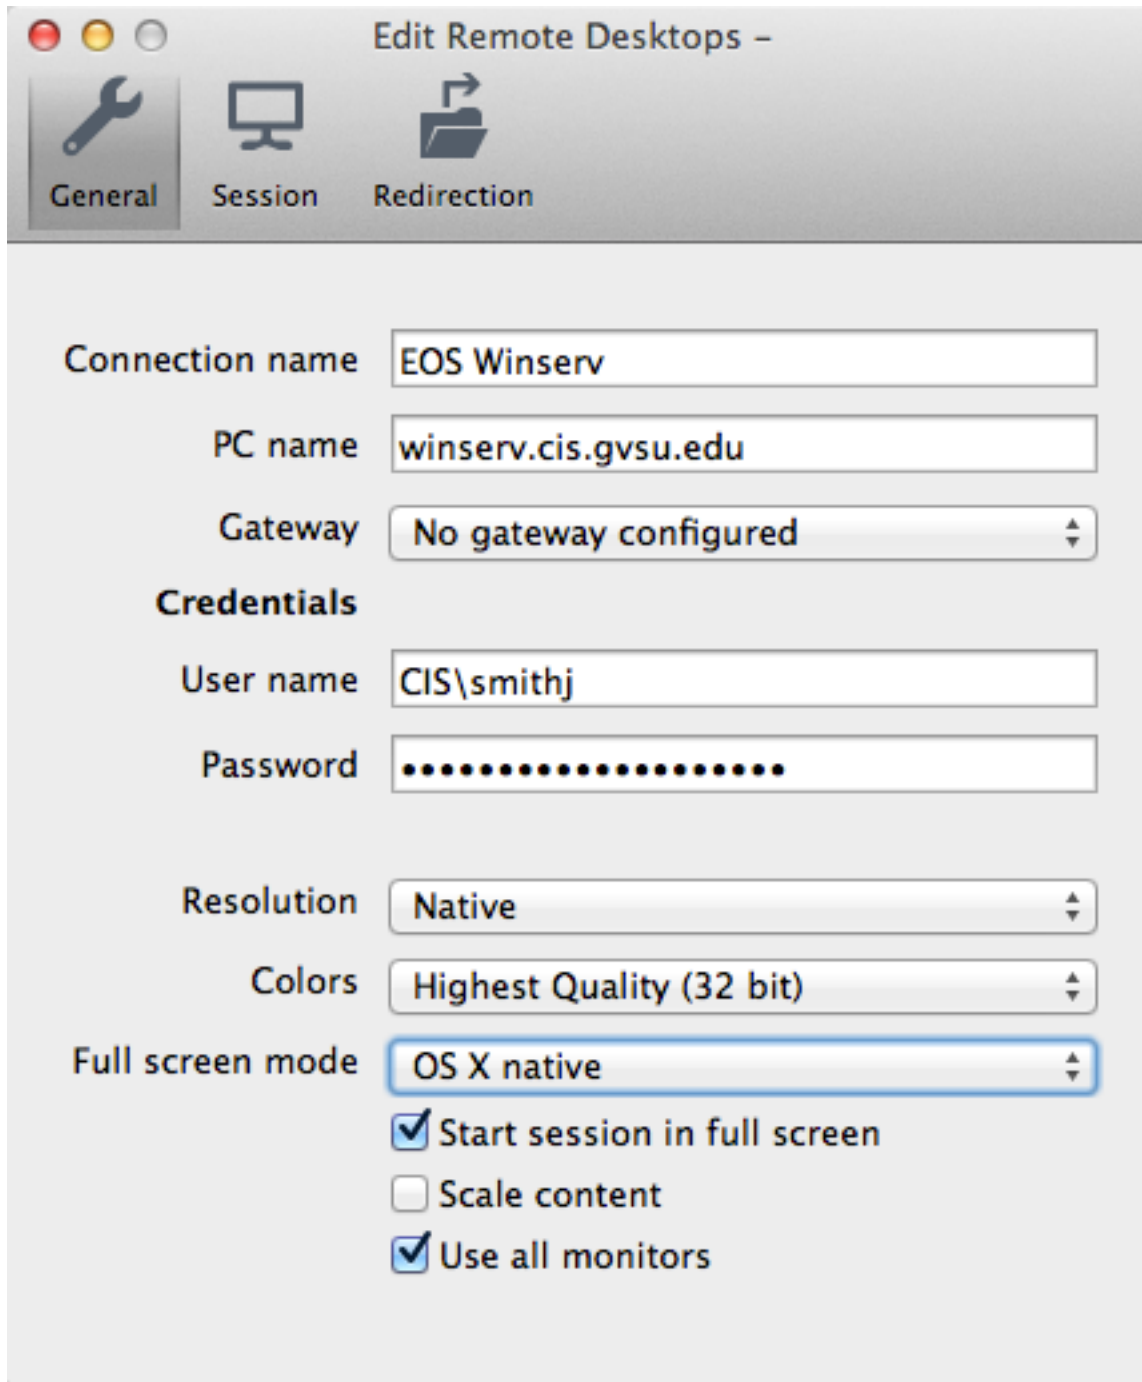 Edit Remote Desktops –
General Session Redirection
Connection name EOS Winserv
PC name winserv.cis.gvsu.edu
Gateway No gateway configured
Credentials
User name CIS\smithj
Password ••••••••••••••••••••
Resolution Native
Colors Highest Quality (32 bit)
Full screen mode OS X native
Start session in full screen
Scale content
Use all monitors